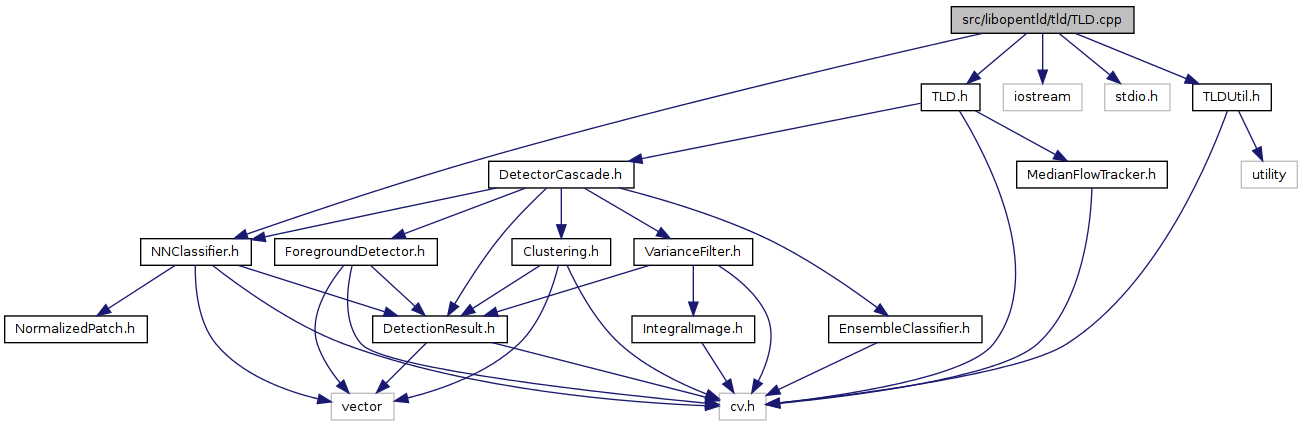 src/libopentld/tld/TLD.cpp
TLD.h
iostream
stdio.h
TLDUtil.h
DetectorCascade.h
MedianFlowTracker.h
utility
NNClassifier.h
ForegroundDetector.h
Clustering.h
VarianceFilter.h
NormalizedPatch.h
DetectionResult.h
IntegralImage.h
EnsembleClassifier.h
vector
cv.h